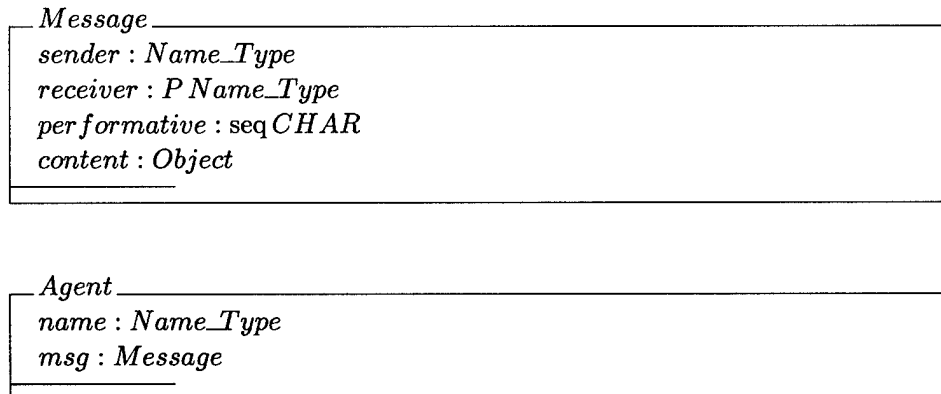 Message
sender : Name_Type
receiver : P Name_Type
performative : seq CHAR
content : Object
Agent
name : Name_Type
msg : Message